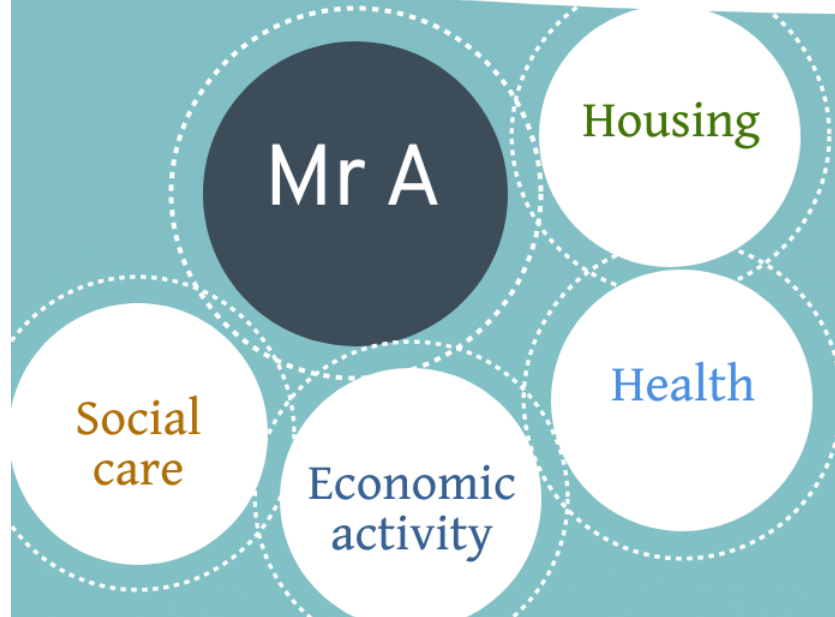 Mr A
Housing
Health
Social
care
Economic
activity